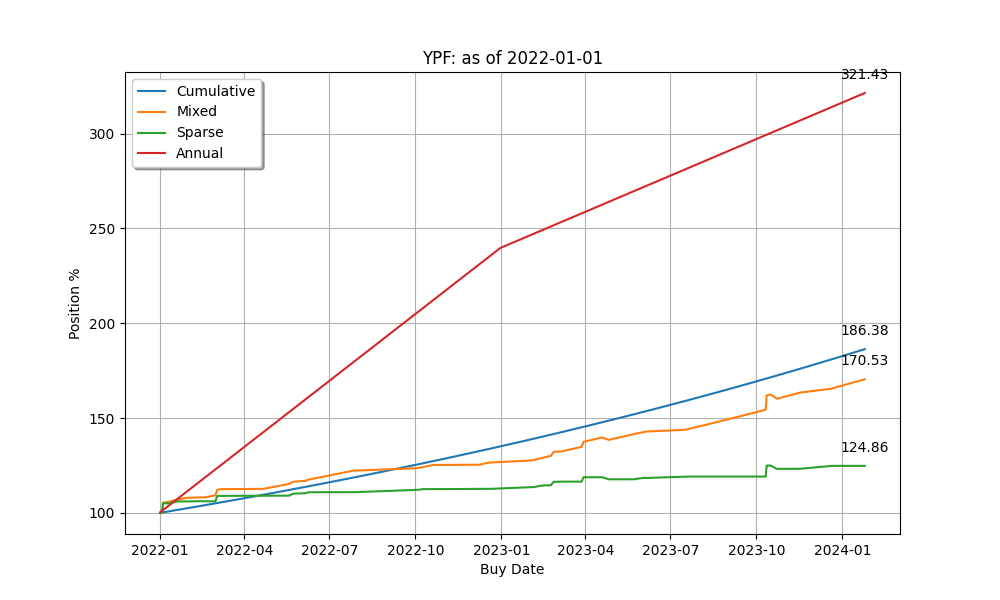 YPF: as of 2022-01-01
321.43
Cumulative
Mixed
Sparse
Annual
300
250
200
150
100
186.38
170.53
124.86
Position %
2022-01 2022-04 2022-07 2022-10 2023-01 2023-04 2023-07 2023-10 2024-01
Buy Date